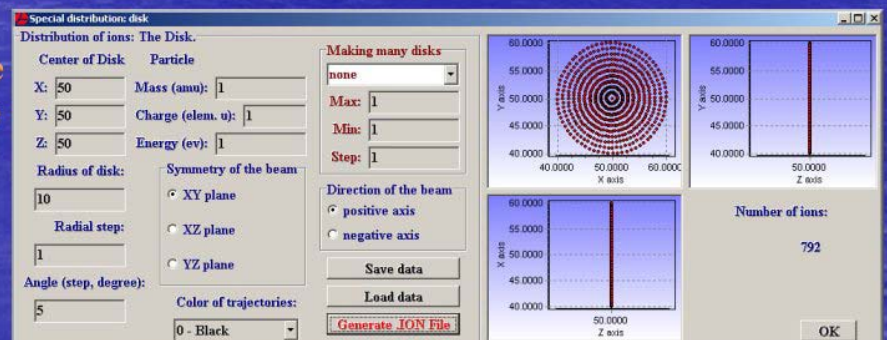 Special distribution: disk
Distribution of ions: The Disk.
Center of Disk
X: 50
Y: 50
Z: 50
Particle
Mass (amu): 1
Charge (elem. u): 1
Energy (ev): 1
Radius of disk:
10
Radial step:
1
Angle (step, degree):
5
Symmetry of the beam
XY plane
XZ plane
YZ plane
Color of trajectories:
0 - Black
Making many disks
none
Max: 1
Min: 1
Step: 1
Direction of the beam
positive axis
negative axis
Save data
Load data
Generate .ION File
60.0000
55.0000
50.0000
45.0000
40.0000
Y axis
40.0000 50.0000 60.0000
X axis
60.0000
55.0000
50.0000
45.0000
40.0000
Y axis
50.0000
Z axis
60.0000
55.0000
50.0000
45.0000
40.0000
X axis
50.0000
Z axis
Number of ions:
792
OK